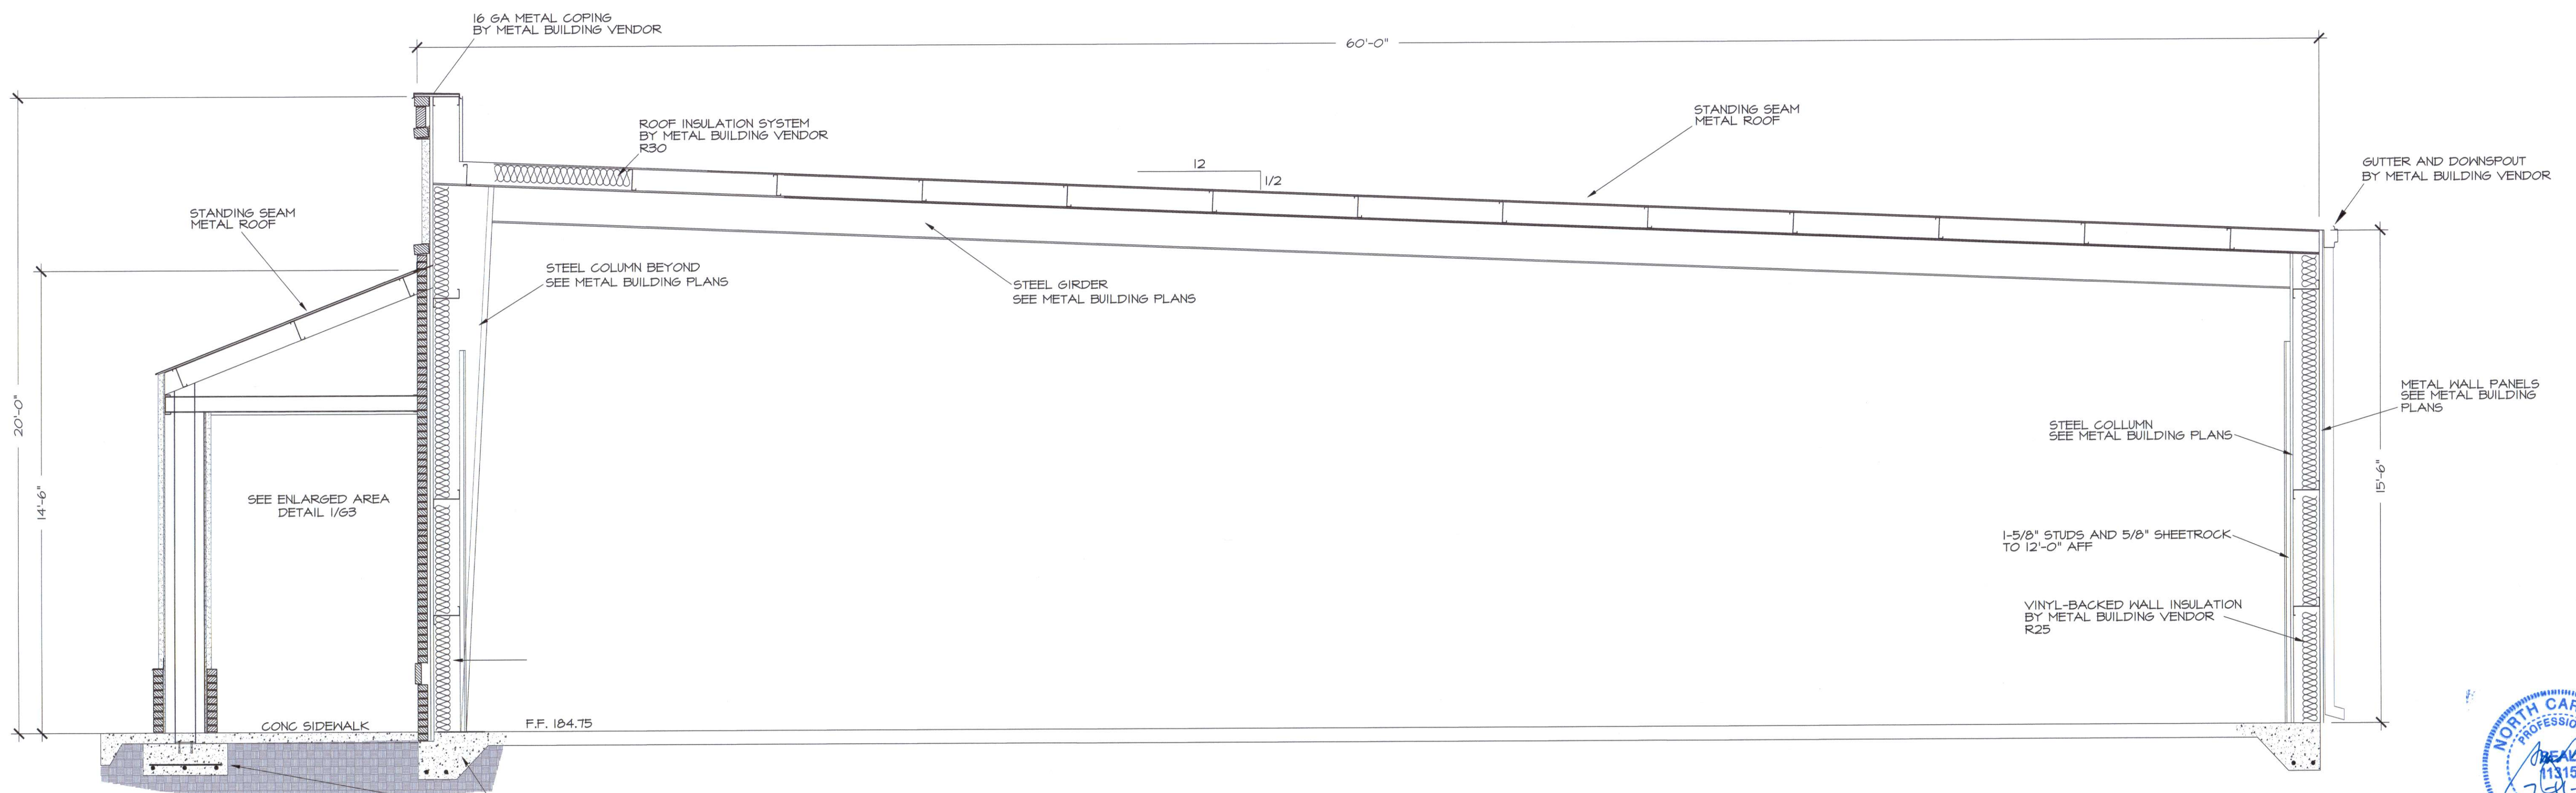 16 GA METAL COPING
BY METAL BUILDING VENDOR
60'-0"
ROOF INSULATION SYSTEM
BY METAL BUILDING VENDOR
R30
STANDING SEAM
METAL ROOF
12
1/2
GUTTER AND DOWNSPOUT
BY METAL BUILDING VENDOR
STANDING SEAM
METAL ROOF
STEEL COLUMN BEYOND
SEE METAL BUILDING PLANS
STEEL GIRDER
SEE METAL BUILDING PLANS
20'-0"
14'-6"
SEE ENLARGED AREA
DETAIL 1/G3
METAL WALL PANELS
SEE METAL BUILDING
PLANS
STEEL COLLUMN
SEE METAL BUILDING PLANS
15'-6"
1-5/8" STUDS AND 5/8" SHEETROCK
TO 12'-0" AFF
VINYL-BACKED WALL INSULATION
BY METAL BUILDING VENDOR
R25
CONC SIDEWALK
F.F. 184.75
NORTH CAR
PROFESSIO
SEAL
11315